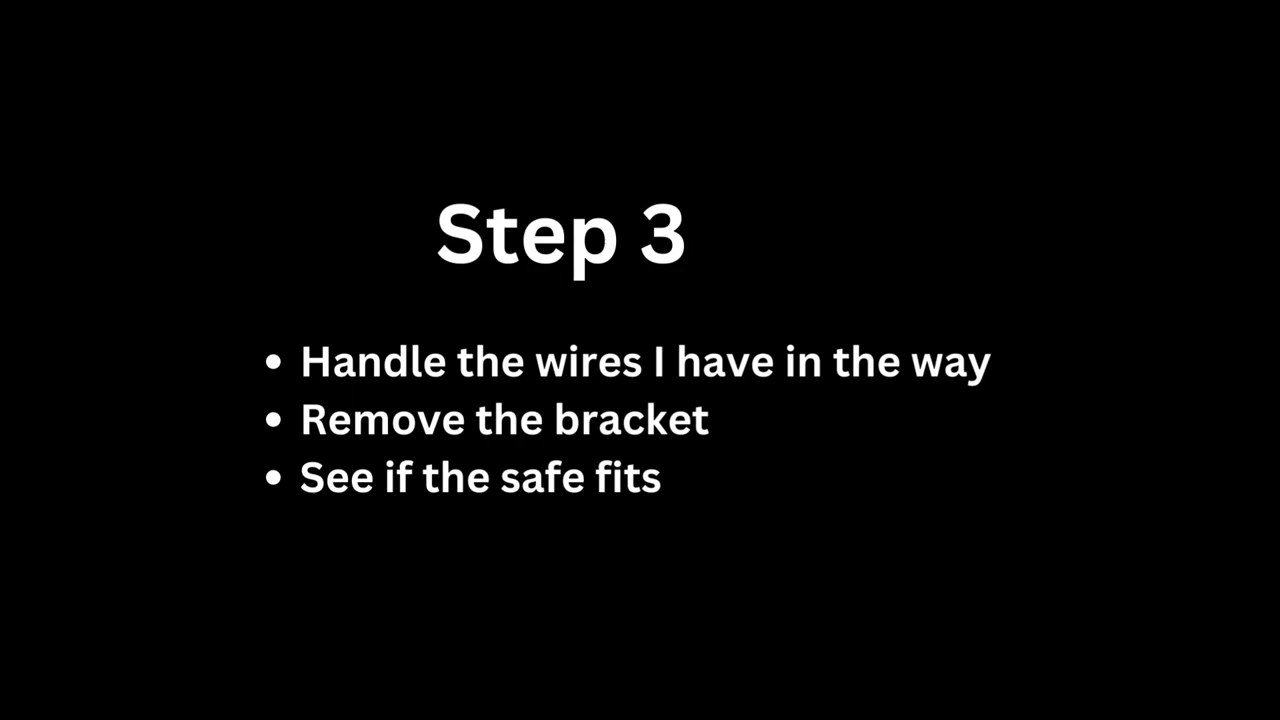 Step 3
• Handle the wires I have in the way
• Remove the bracket
• See if the safe fits